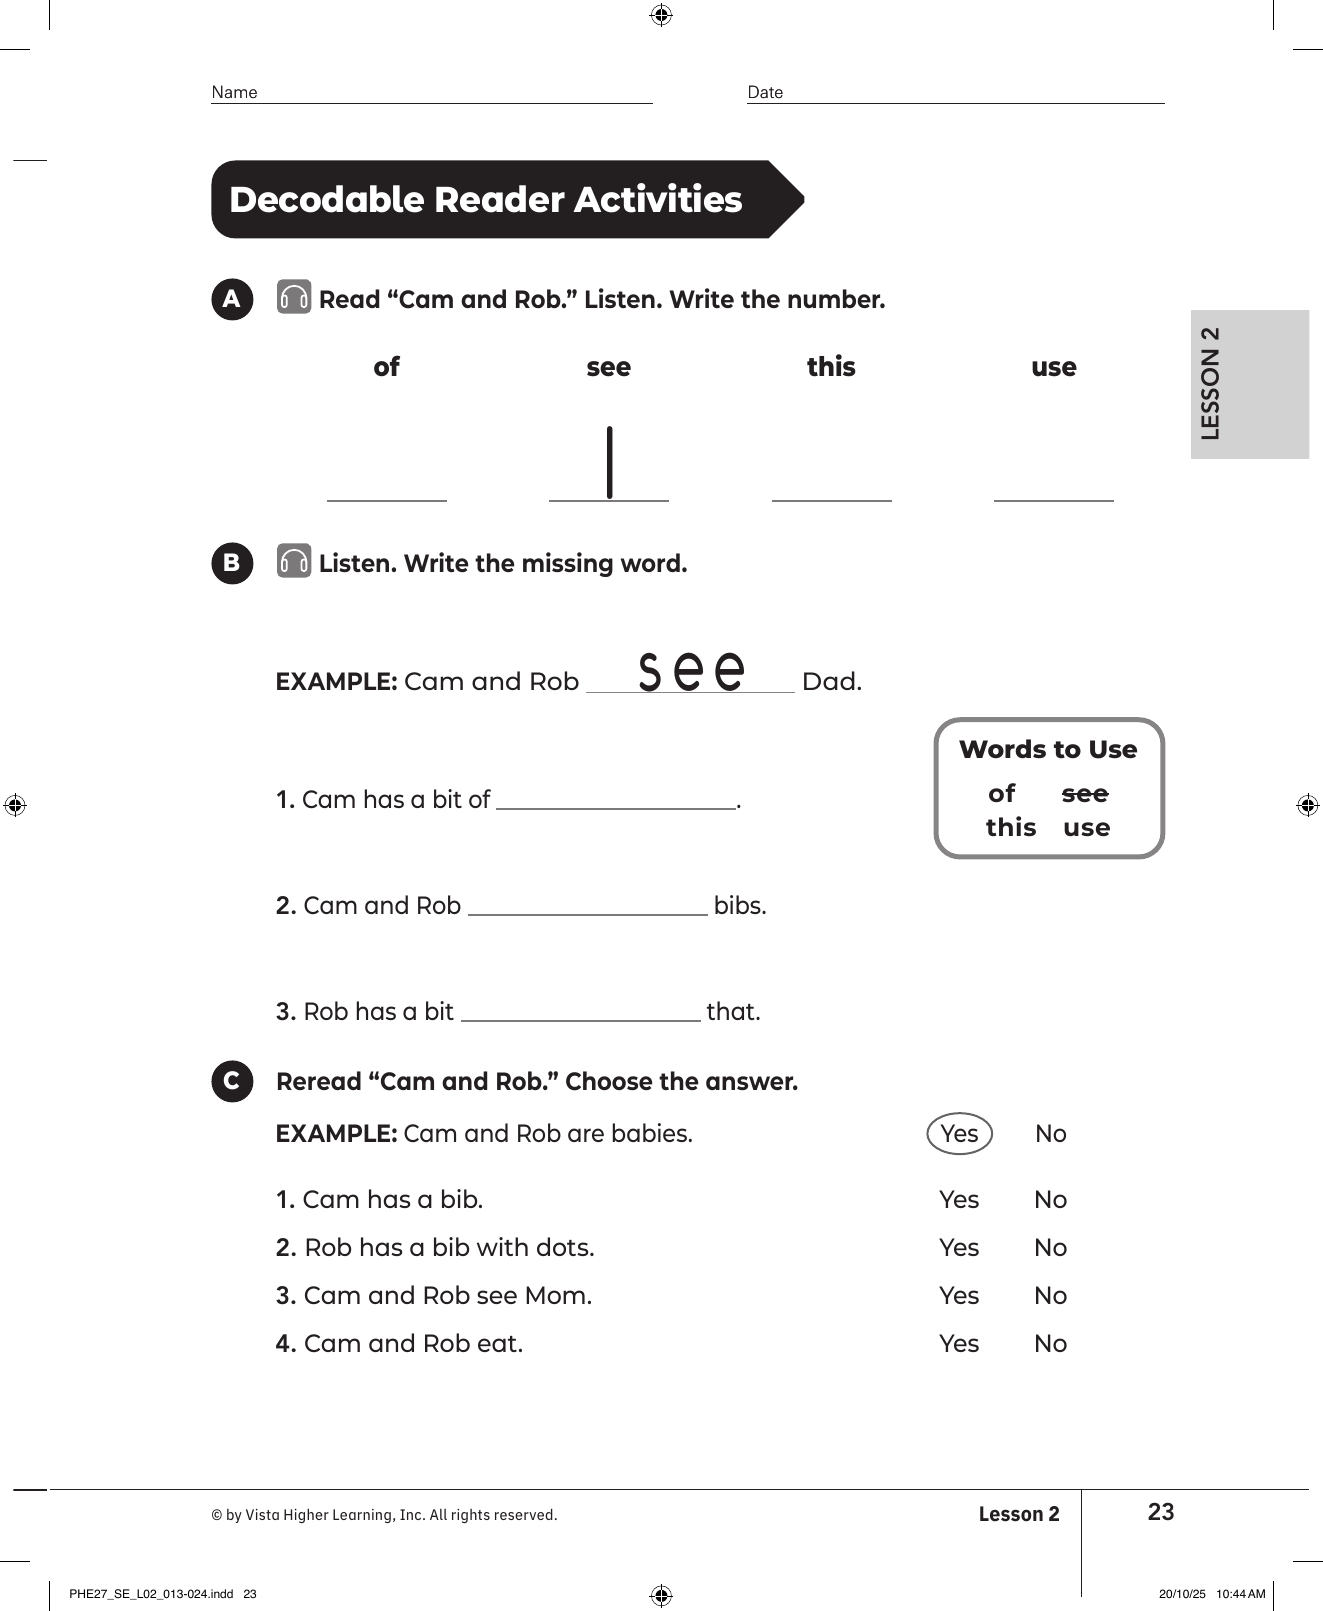 Name Date
Decodable Reader Activities
A Read “Cam and Rob.” Listen. Write the number.
of see this use
1
LESSON 2
B Listen. Write the missing word.
EXAMPLE: Cam and Rob see Dad.
Words to Use
of see
this use
1. Cam has a bit of ____________________.
2. Cam and Rob ____________________ bibs.
3. Rob has a bit ____________________ that.
C Reread “Cam and Rob.” Choose the answer.
EXAMPLE: Cam and Rob are babies. Yes No
1. Cam has a bib. Yes No
2. Rob has a bib with dots. Yes No
3. Cam and Rob see Mom. Yes No
4. Cam and Rob eat. Yes No
© by Vista Higher Learning, Inc. All rights reserved. Lesson 2 23
PHE27_SE_L02_013-024.indd 23 20/10/25 10:44 AM